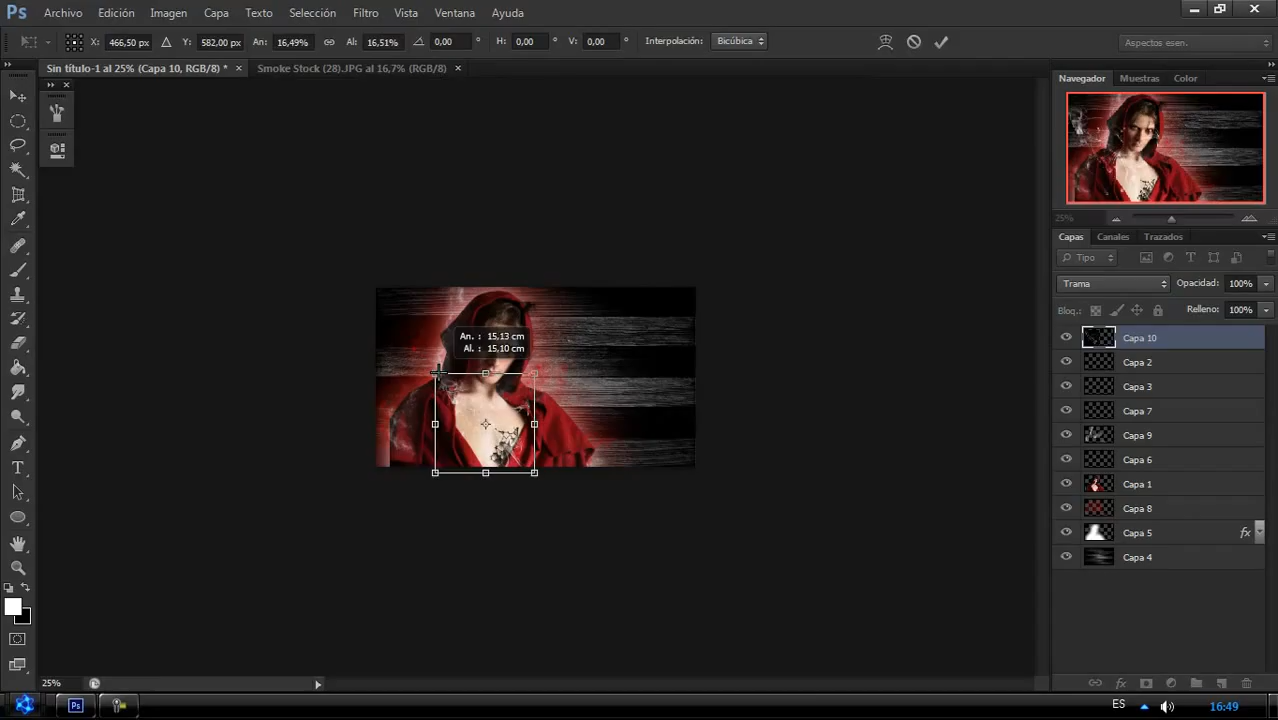 Ps Archivo Edición Imagen Capa Texto Selección Filtro Vista Ventana Ayuda
X: 466,50 px Y: 582,00 px An: 16,49% Al: 16,51% 0,00 H: 0,00 V: 0,00 Interpolación: Bicúbica Aspectos esen.
Sin título-1 al 25% (Capa 10, RGB/8) * Smoke Stock (28).JPG al 16,7% (RGB/8)
Navegador Muestras Color
25%
Capas Canales Trazados
Tipo
Trama Opacidad: 100%
Bloq.: Relleno: 100%
An. : 15,13 cm
Al. : 15,10 cm
Capa 10
Capa 2
Capa 3
Capa 7
Capa 9
Capa 6
Capa 1
Capa 8
Capa 5 fx
Capa 4
25%
fx
Ps ES 16:49